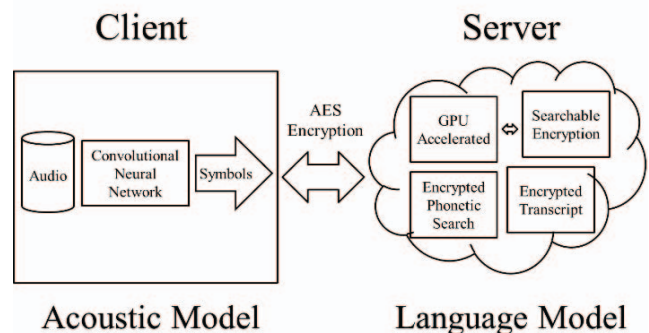 Client
Server
Audio
Convolutional
Neural
Network
Symbols
AES
Encryption
GPU
Accelerated
Searchable
Encryption
Encrypted
Phonetic
Search
Encrypted
Transcript
Acoustic Model
Language Model